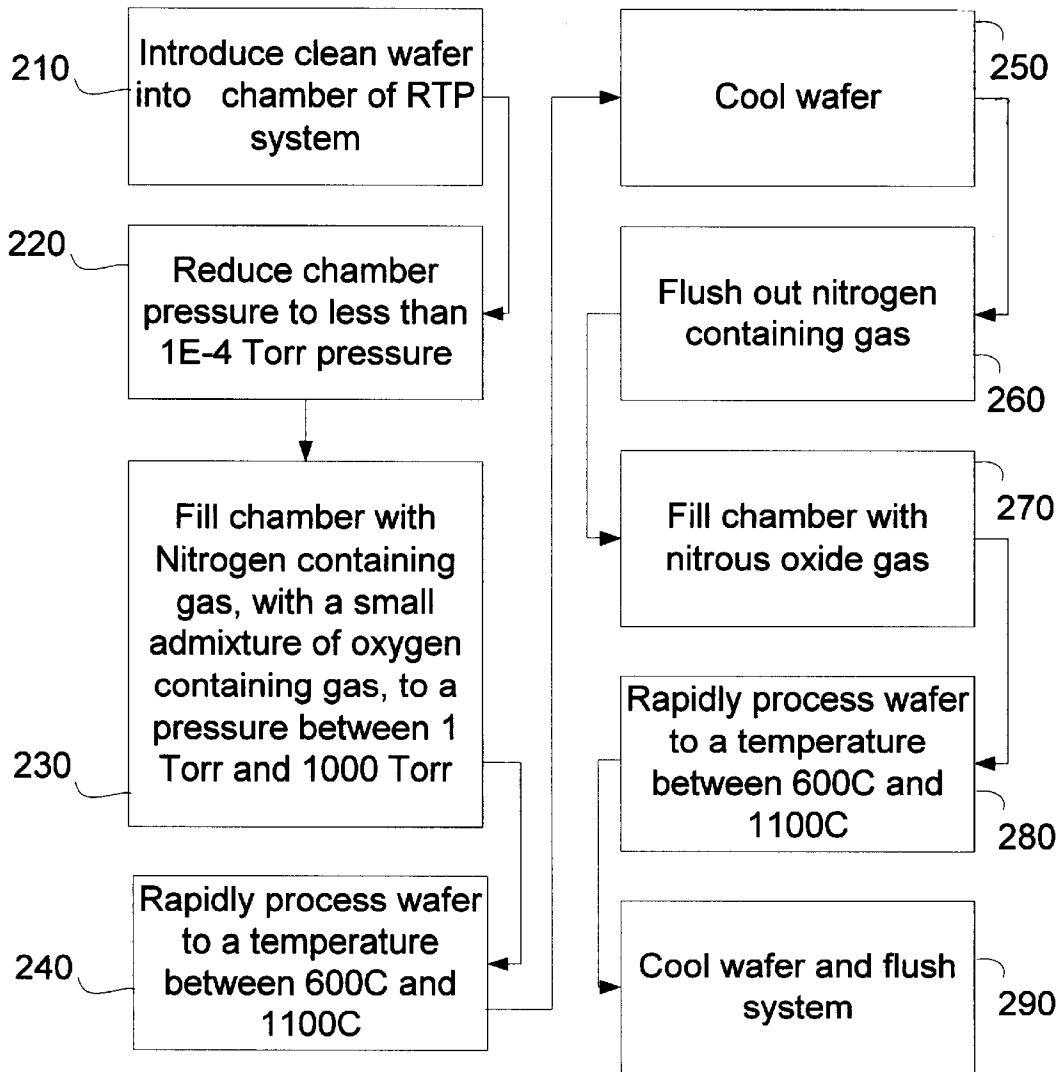 210
Introduce clean wafer
into chamber of RTP
system
220
Reduce chamber
pressure to less than
1E-4 Torr pressure
230
Fill chamber with
Nitrogen containing
gas, with a small
admixture of oxygen
containing gas, to a
pressure between 1
Torr and 1000 Torr
240
Rapidly process wafer
to a temperature
between 600C and
1100C
250
Cool wafer
260
Flush out nitrogen
containing gas
270
Fill chamber with
nitrous oxide gas
280
Rapidly process wafer
to a temperature
between 600C and
1100C
290
Cool wafer and flush
system